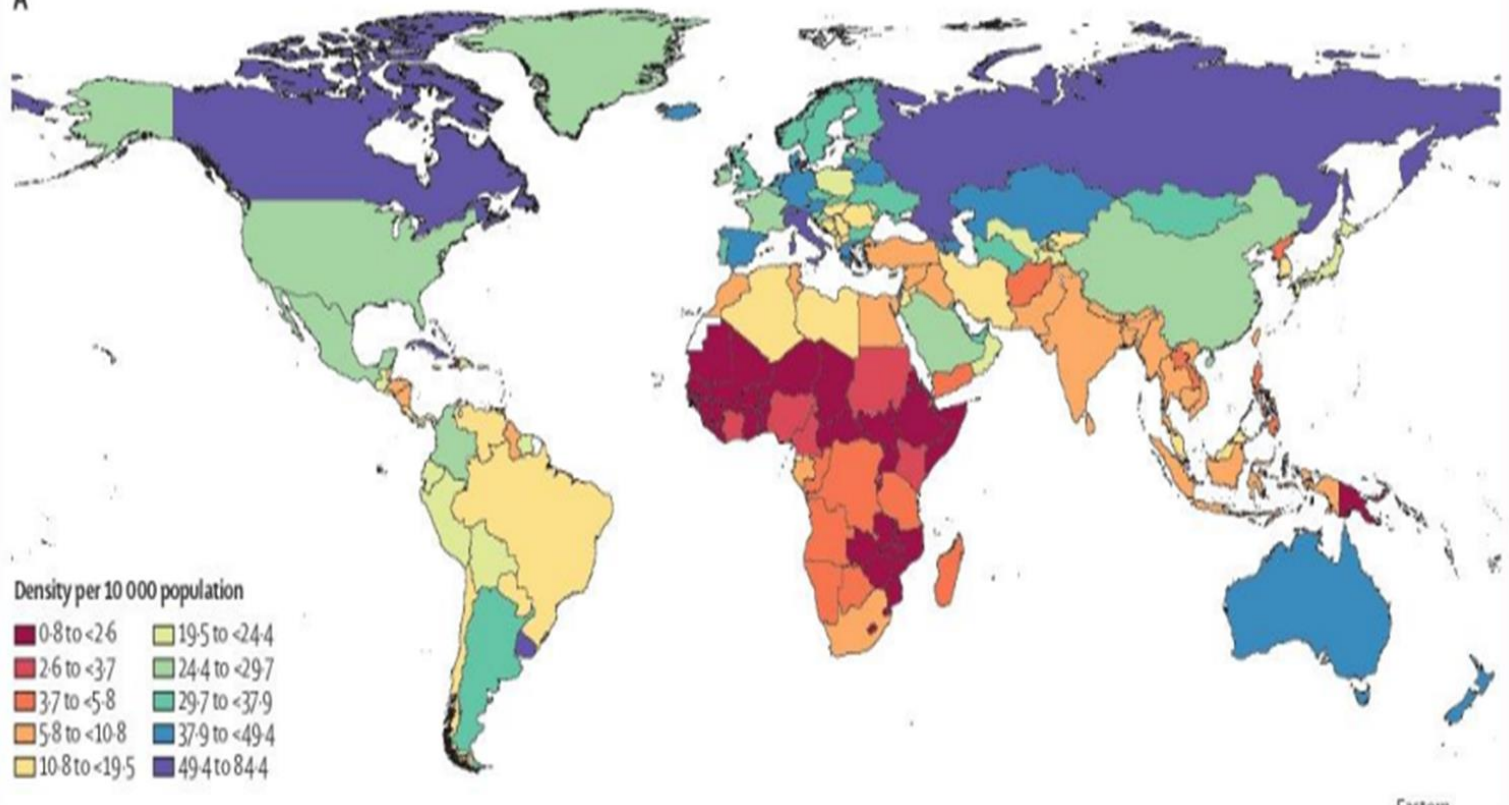 A
Density per 10 000 population
0·8 to <2·6
2·6 to <3·7
3·7 to <5·8
5·8 to <10·8
10·8 to <19·5
19·5 to <24·4
24·4 to <29·7
29·7 to <37·9
37·9 to <49·4
49·4 to 84·4
Eastern